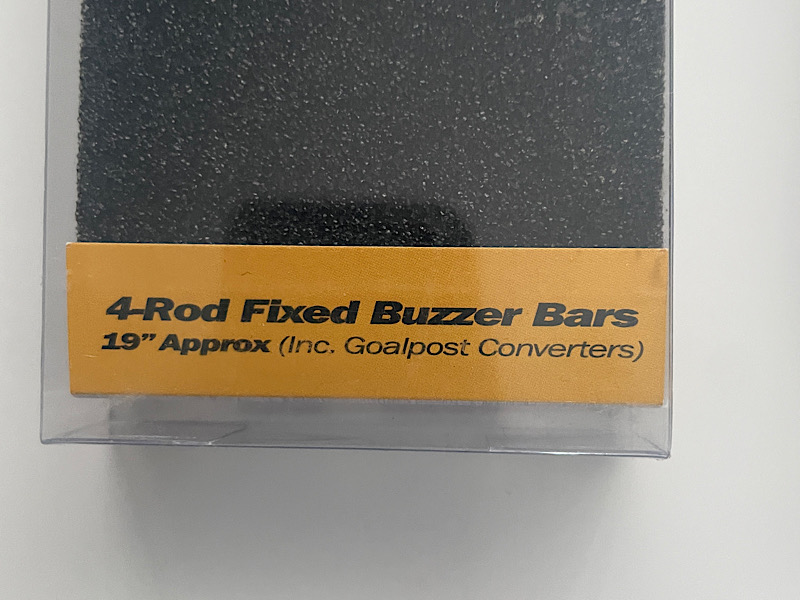 4-Rod Fixed Buzzer Bars
19” Approx (Inc. Goalpost Converters)